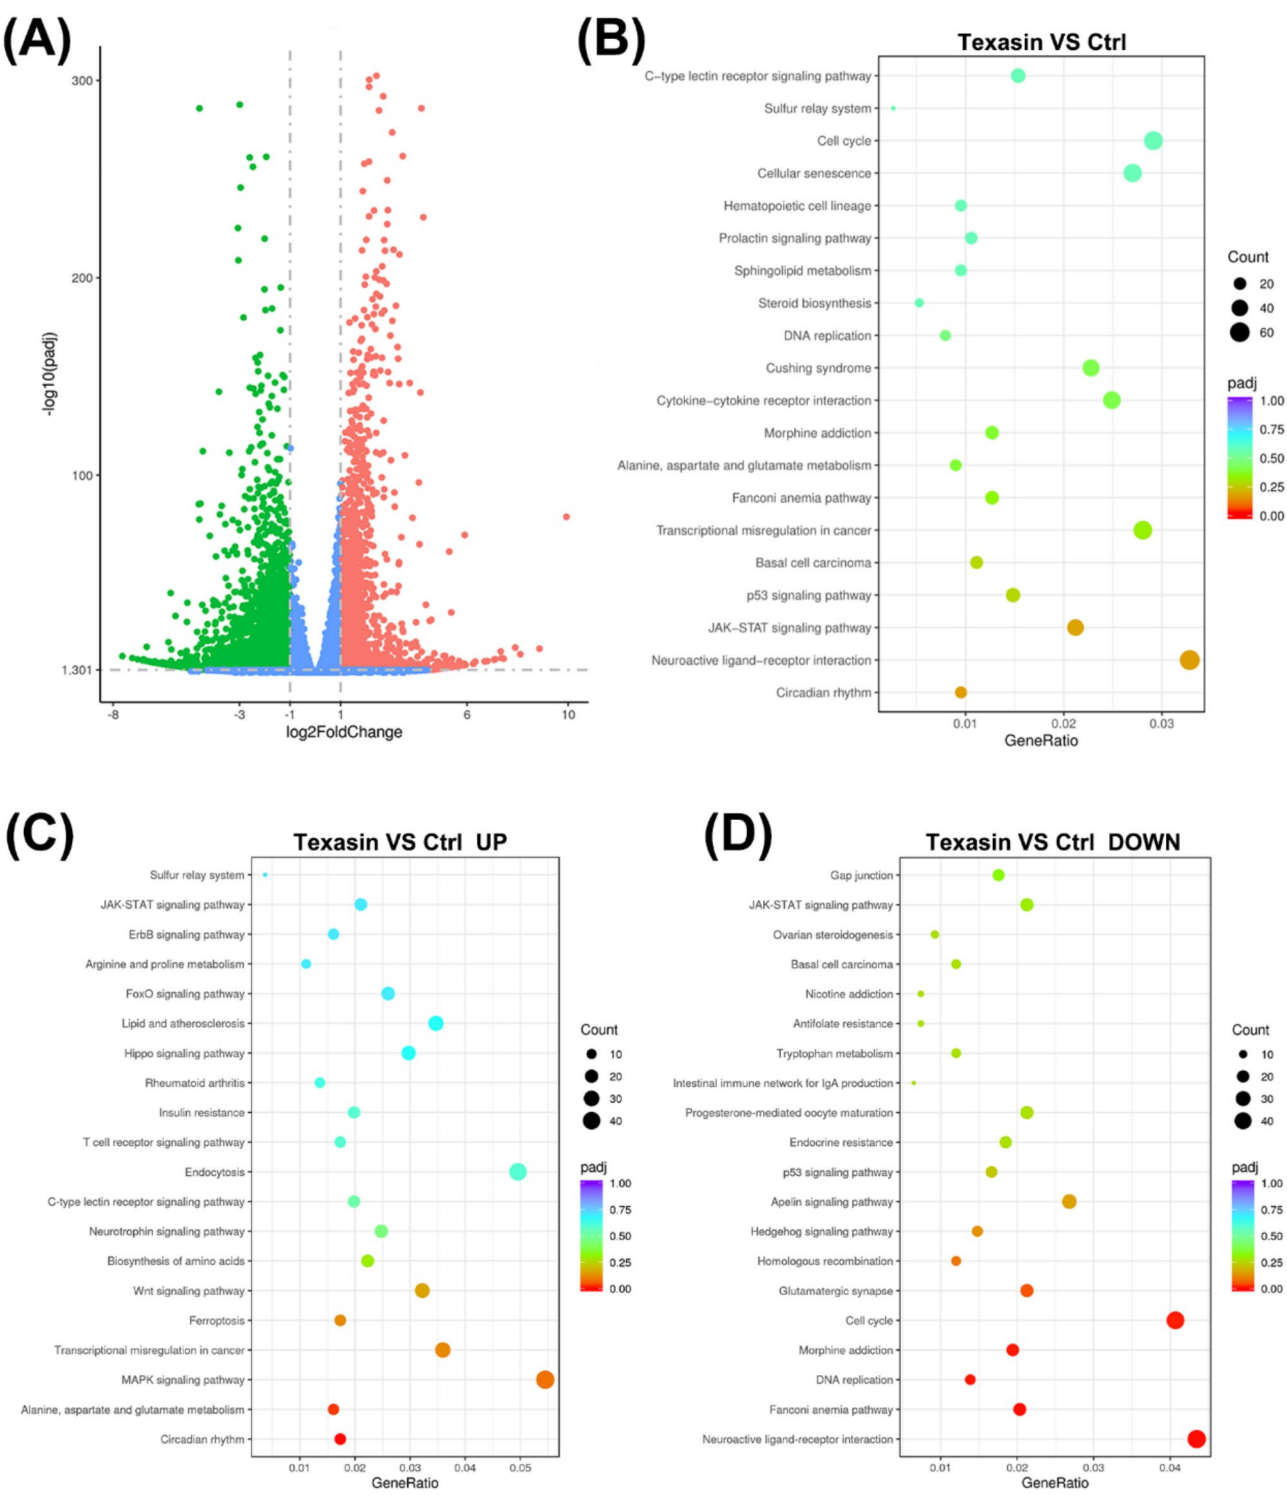 (A)
300
200
100
1.301
-log10(padj)
-8
-3
-1
1
6
10
log2FoldChange
(B)
Texasin VS Ctrl
C−type lectin receptor signaling pathway
Sulfur relay system
Cell cycle
Cellular senescence
Hematopoietic cell lineage
Prolactin signaling pathway
Sphingolipid metabolism
Steroid biosynthesis
DNA replication
Cushing syndrome
Cytokine−cytokine receptor interaction
Morphine addiction
Alanine, aspartate and glutamate metabolism
Fanconi anemia pathway
Transcriptional misregulation in cancer
Basal cell carcinoma
p53 signaling pathway
JAK−STAT signaling pathway
Neuroactive ligand−receptor interaction
Circadian rhythm
0.01
0.02
0.03
GeneRatio
Count
20
40
60
padj
1.00
0.75
0.50
0.25
0.00
(C)
Texasin VS Ctrl UP
Sulfur relay system
JAK-STAT signaling pathway
ErbB signaling pathway
Arginine and proline metabolism
FoxO signaling pathway
Lipid and atherosclerosis
Hippo signaling pathway
Rheumatoid arthritis
Insulin resistance
T cell receptor signaling pathway
Endocytosis
C-type lectin receptor signaling pathway
Neurotrophin signaling pathway
Biosynthesis of amino acids
Wnt signaling pathway
Ferroptosis
Transcriptional misregulation in cancer
MAPK signaling pathway
Alanine, aspartate and glutamate metabolism
Circadian rhythm
0.01
0.02
0.03
0.04
0.05
GeneRatio
Count
10
20
30
40
padj
1.00
0.75
0.50
0.25
0.00
(D)
Texasin VS Ctrl DOWN
Gap junction
JAK-STAT signaling pathway
Ovarian steroidogenesis
Basal cell carcinoma
Nicotine addiction
Antifolate resistance
Tryptophan metabolism
Intestinal immune network for IgA production
Progesterone-mediated oocyte maturation
Endocrine resistance
p53 signaling pathway
Apelin signaling pathway
Hedgehog signaling pathway
Homologous recombination
Glutamatergic synapse
Cell cycle
Morphine addiction
DNA replication
Fanconi anemia pathway
Neuroactive ligand-receptor interaction
0.01
0.02
0.03
0.04
GeneRatio
Count
10
20
30
40
padj
1.00
0.75
0.50
0.25
0.00